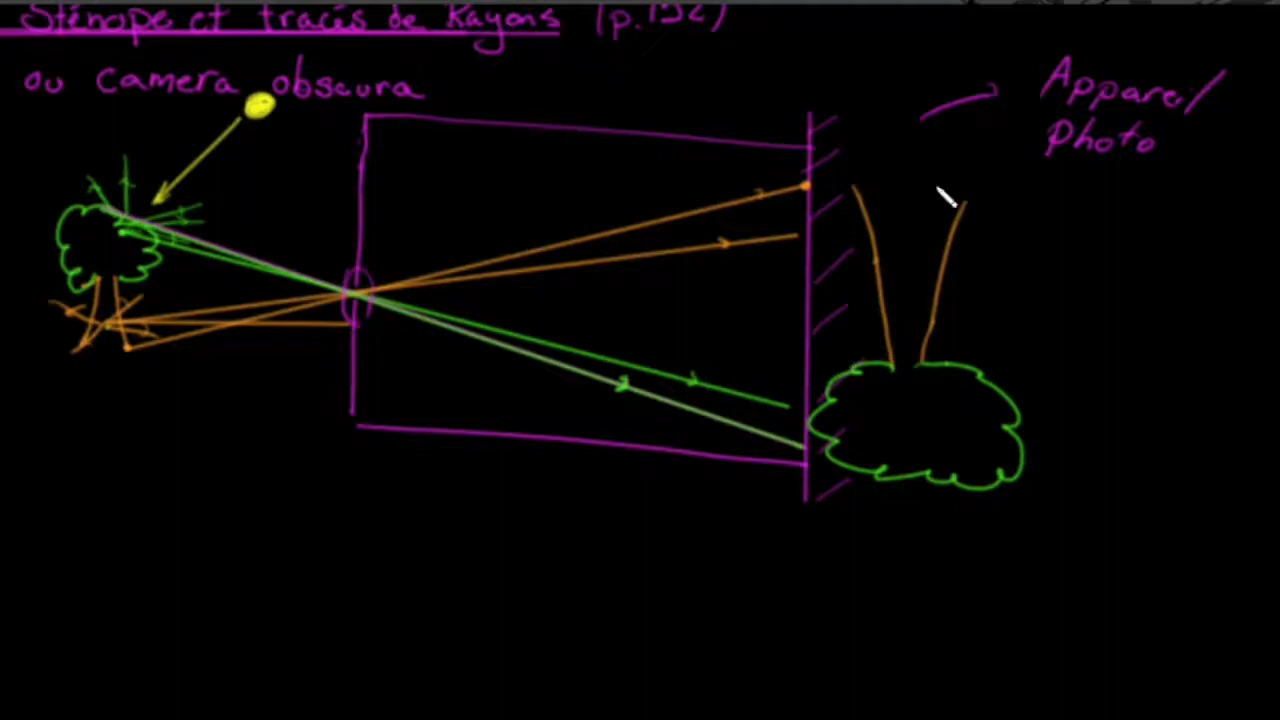 Sténope et tracés de Rayons (p.192)
ou camera obscura
Appareil
Photo